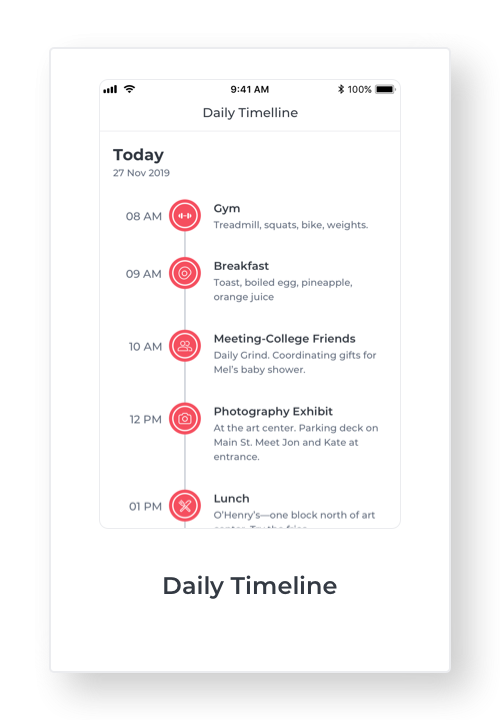 9:41 AM
100%
Daily Timelline
Today
27 Nov 2019
08 AM
Gym
Treadmill, squats, bike, weights.
09 AM
Breakfast
Toast, boiled egg, pineapple,
orange juice
10 AM
Meeting-College Friends
Daily Grind. Coordinating gifts for
Mel's baby shower.
12 PM
Photography Exhibit
At the art center. Parking deck on
Main St. Meet Jon and Kate at
entrance.
01 PM
Lunch
O'Henry's—one block north of art
Daily Timeline